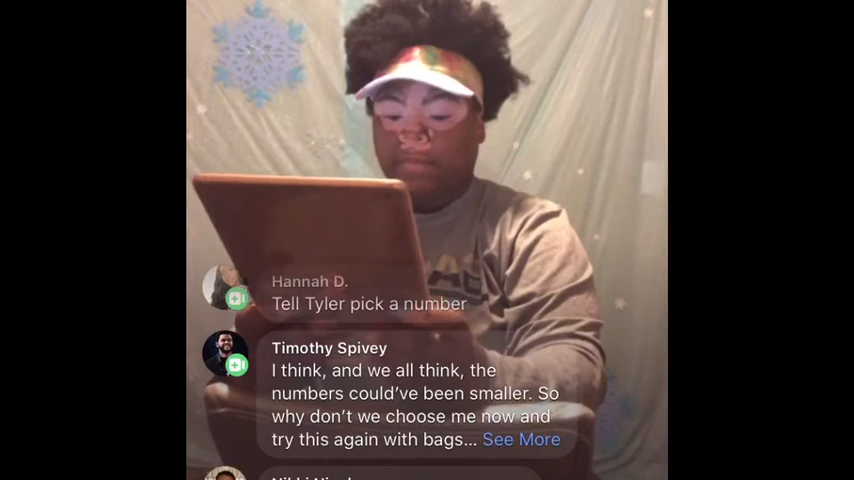 Hannah D.
Tell Tyler pick a number
Timothy Spivey
I think, and we all think, the
numbers could’ve been smaller. So
why don’t we choose me now and
try this again with bags... See More